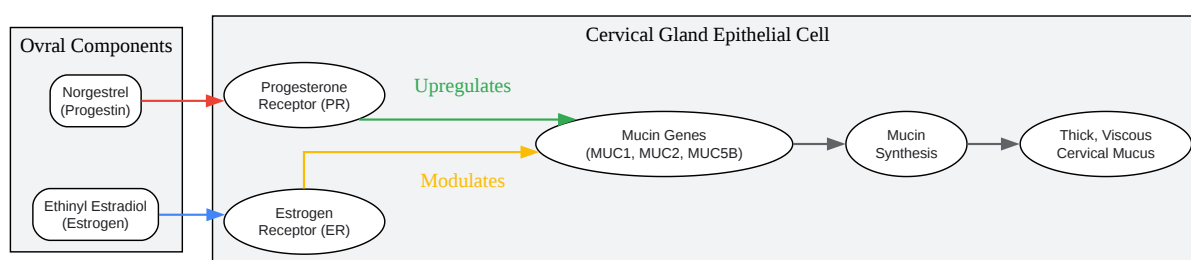 Ovral Components
Norgestrel
(Progestin)
Ethinyl Estradiol
(Estrogen)
Cervical Gland Epithelial Cell
Progesterone
Receptor (PR)
Upregulates
Estrogen
Receptor (ER)
Modulates
Mucin Genes
(MUC1, MUC2, MUC5B)
Mucin
Synthesis
Thick, Viscous
Cervical Mucus